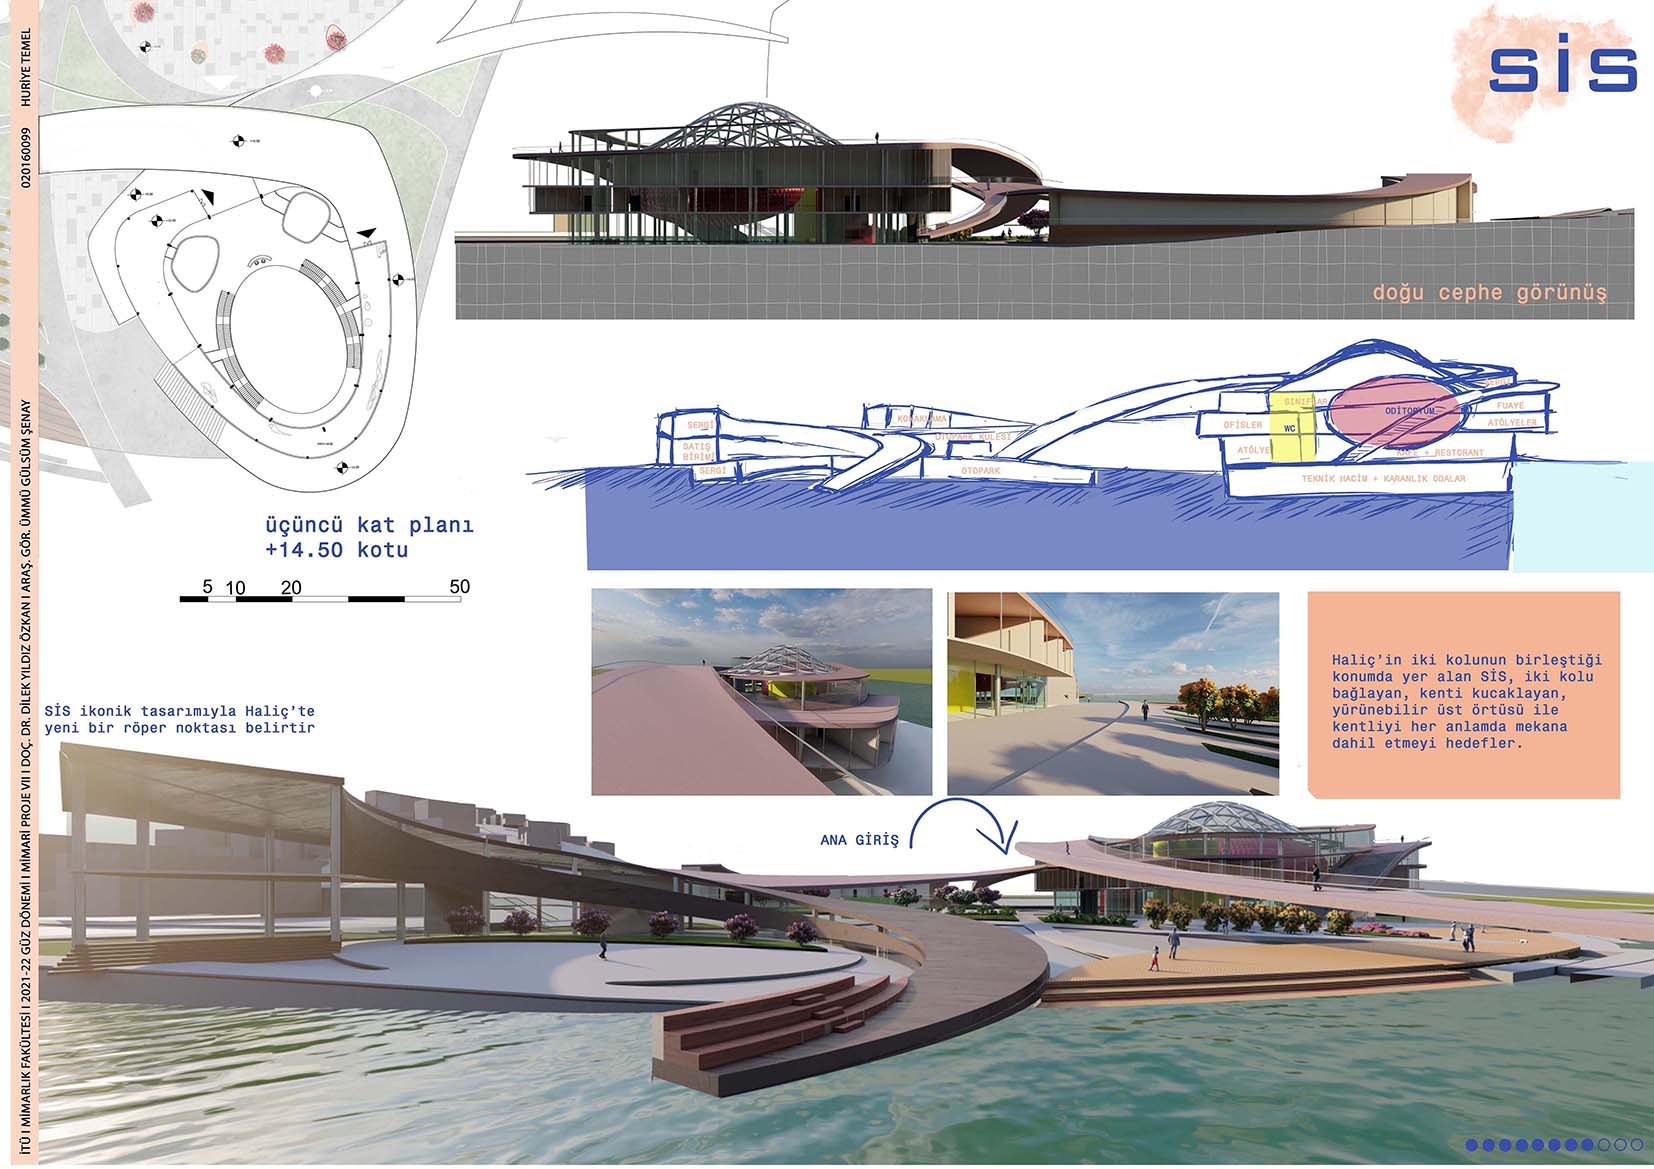 İTÜ I MİMARLIK FAKÜLTESİ I 2021-22 GÜZ DÖNEMİ I MİMARİ PROJE VII I DOÇ. DR. DİLEK YILDIZ ÖZKAN I ARAŞ. GÖR. ÜMMÜ GÜLSÜM ŞENAY
020160099
HURİYE TEMEL
sis
doğu cephe görünüş
SERGİ
SATIŞ
BİRİMİ
SERGİ
KONAKLAMA
OTOPARK KULESİ
OTOPARK
SINIFLAR
OFİSLER
WC
ATÖLYE
ODİTORYUM
SERGİ
FUAYE
ATÖLYELER
KAFE + RESTORANT
TEKNİK HACİM + KARANLIK ODALAR
üçüncü kat planı
+14.50 kotu
5 10 20 50
Haliç’in iki kolunun birleştiği
konumda yer alan SİS, iki kolu
bağlayan, kenti kucaklayan,
yürünebilir üst örtüsü ile
kentliyi her anlamda mekana
dahil etmeyi hedefler.
SİS ikonik tasarımıyla Haliç’te
yeni bir röper noktası belirtir
ANA GİRİŞ